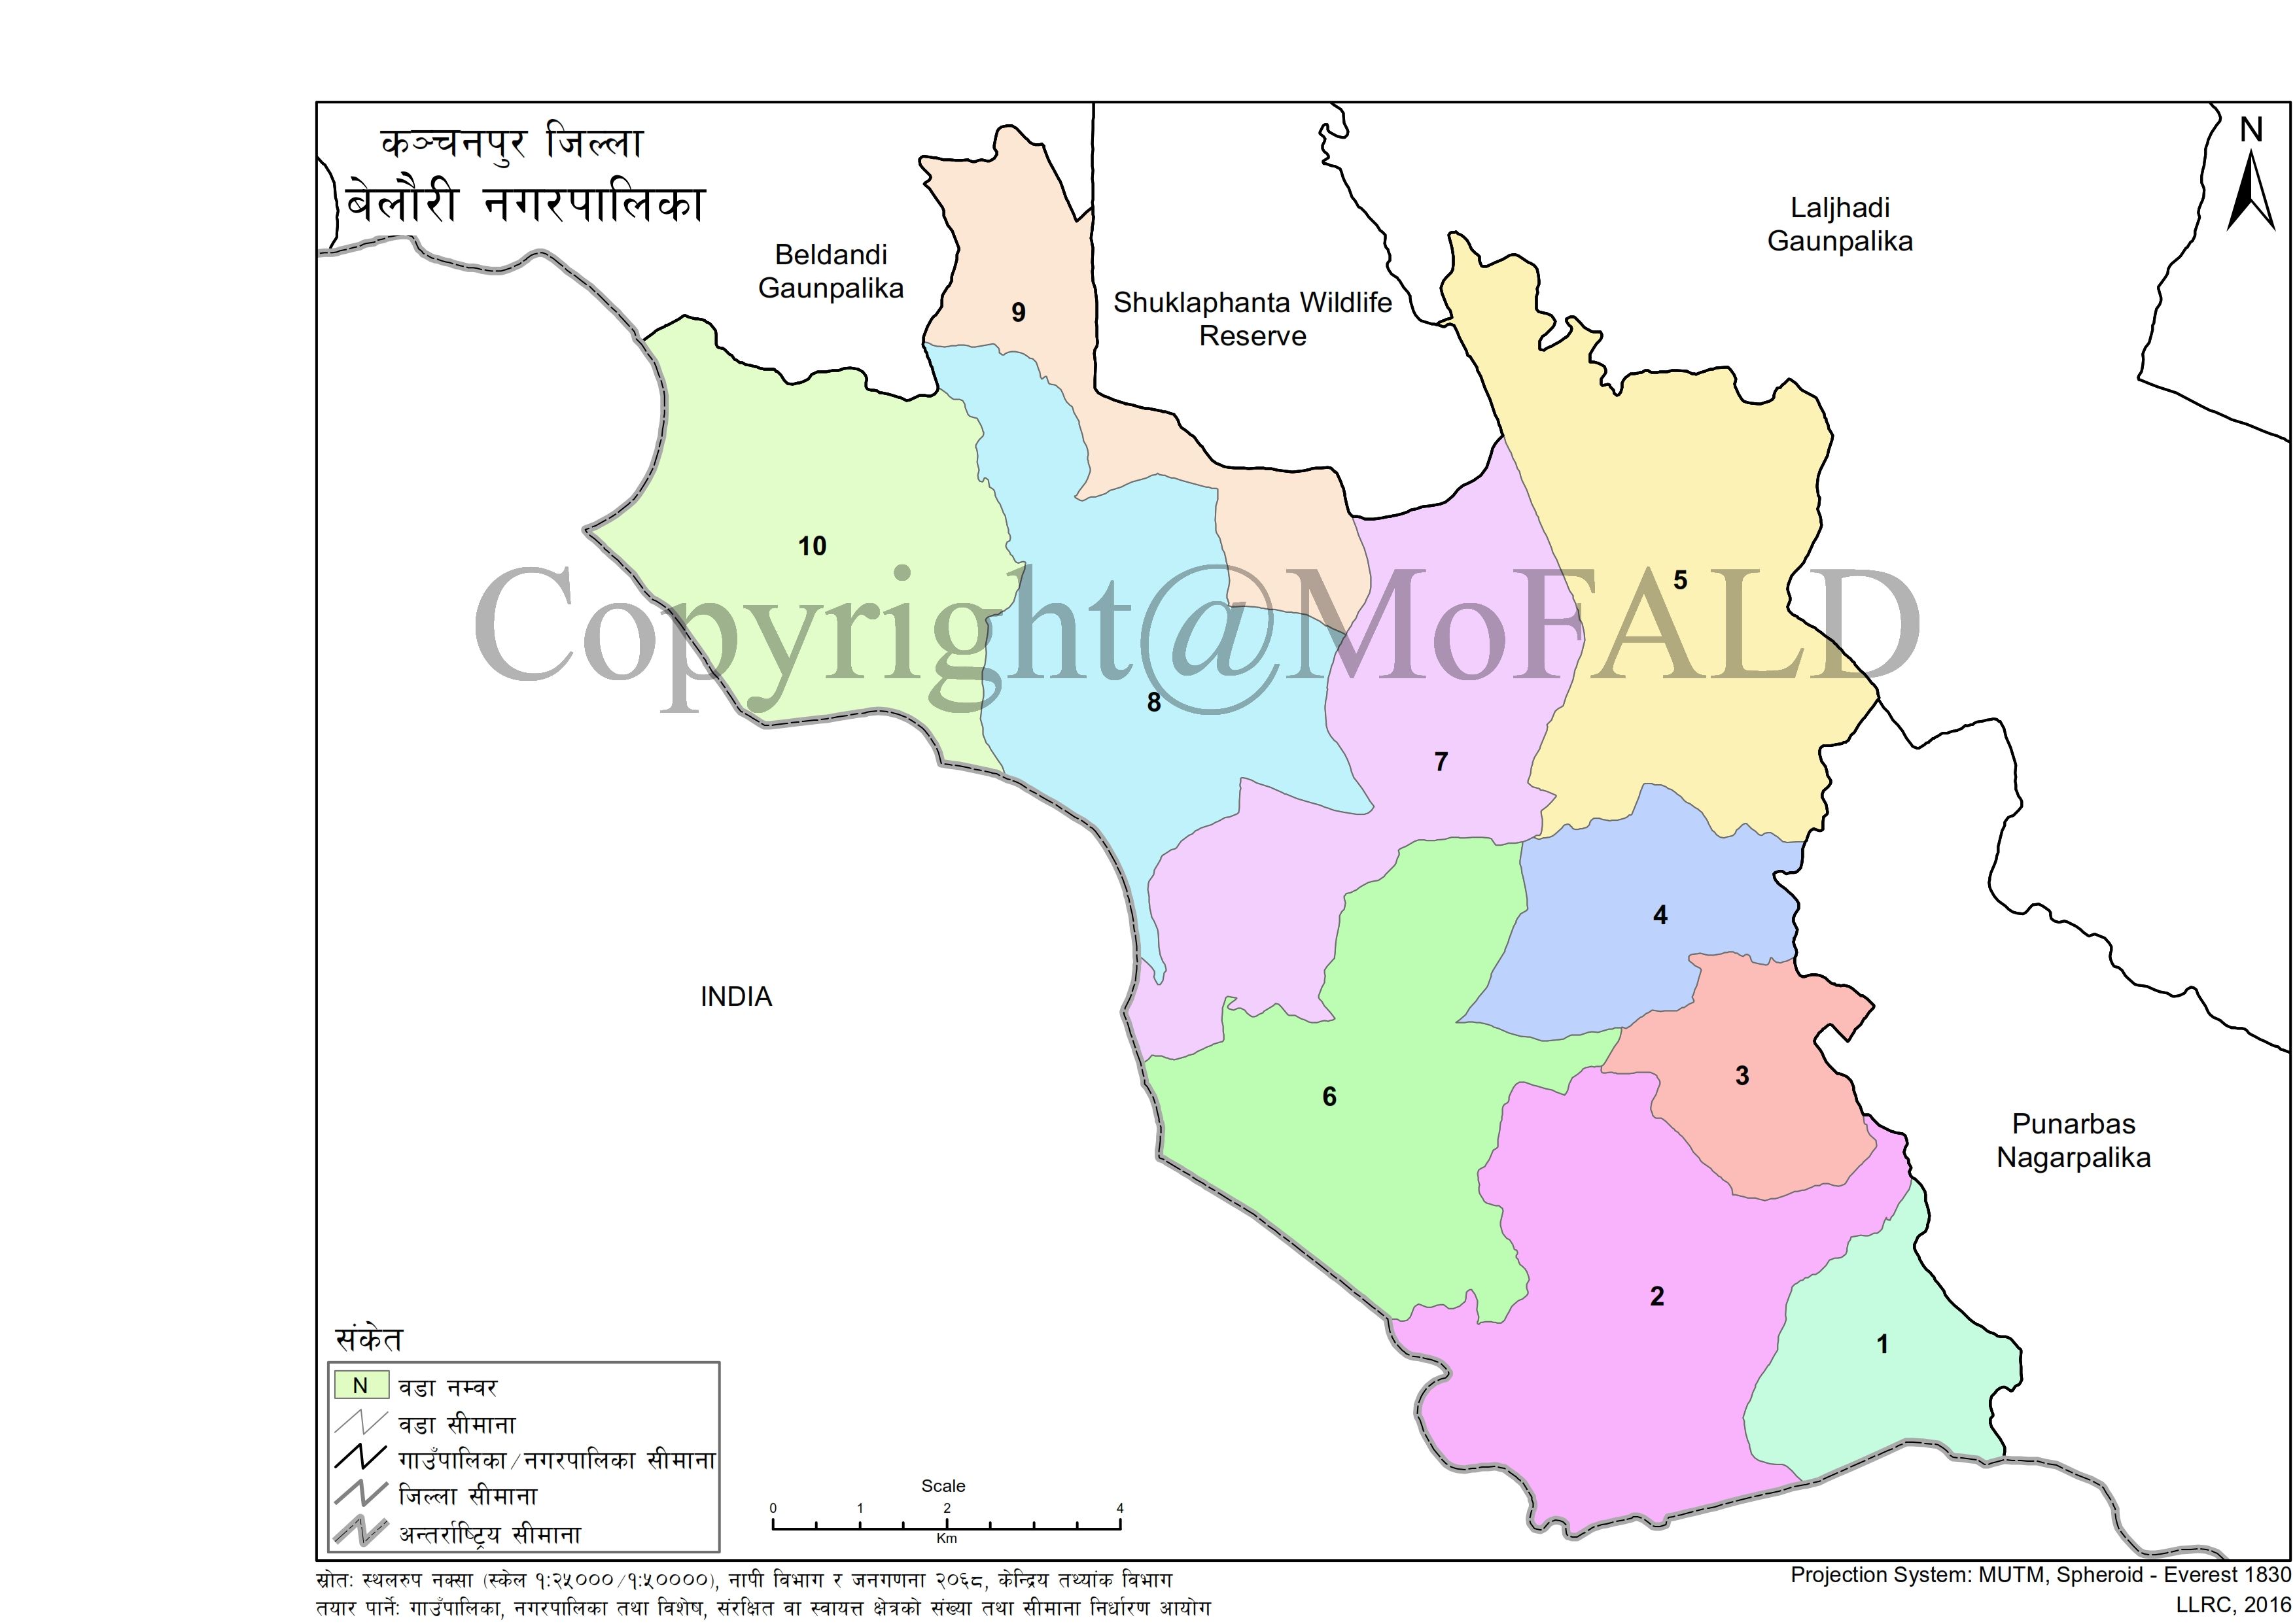 कञ्चनपुर जिल्ला
बेलौरी नगरपालिका
N
Laljhadi
Gaunpalika
Beldandi
Gaunpalika
Shuklaphanta Wildlife
Reserve
9
10
5
Copyright@MoFALD
8
7
4
INDIA
3
6
Punarbas
Nagarpalika
2
1
संकेत
N वडा नम्वर
वडा सीमाना
गाउँपालिका/नगरपालिका सीमाना
जिल्ला सीमाना
अन्तर्राष्ट्रिय सीमाना
Scale
0 1 2 4
Km
स्रोतः स्थलरुप नक्सा (स्केल १:२५०००/१:५००००), नापी विभाग र जनगणना २०६८, केन्द्रिय तथ्यांक विभाग
तयार पार्नेः गाउँपालिका, नगरपालिका तथा विशेष, संरक्षित वा स्वायत्त क्षेत्रको संख्या तथा सीमाना निर्धारण आयोग
Projection System: MUTM, Spheroid - Everest 1830
LLRC, 2016